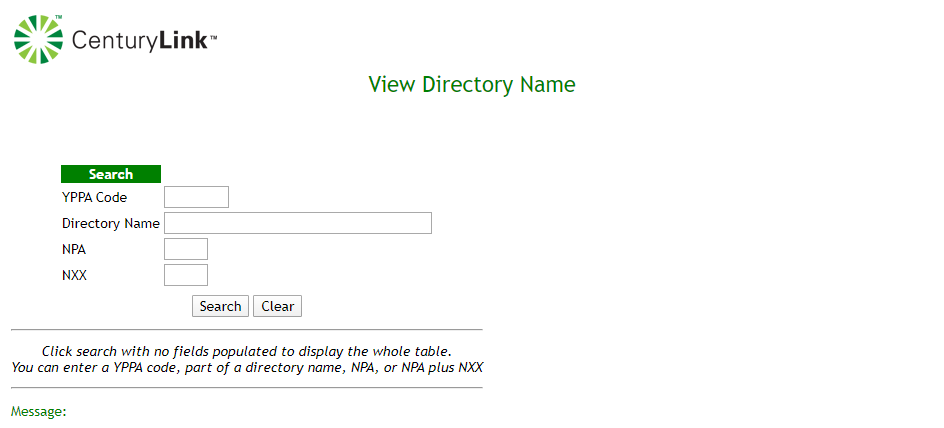 CenturyLink™
View Directory Name
Search
YPPA Code
Directory Name
NPA
NXX
Search Clear
Click search with no fields populated to display the whole table.
You can enter a YPPA code, part of a directory name, NPA, or NPA plus NXX
Message: